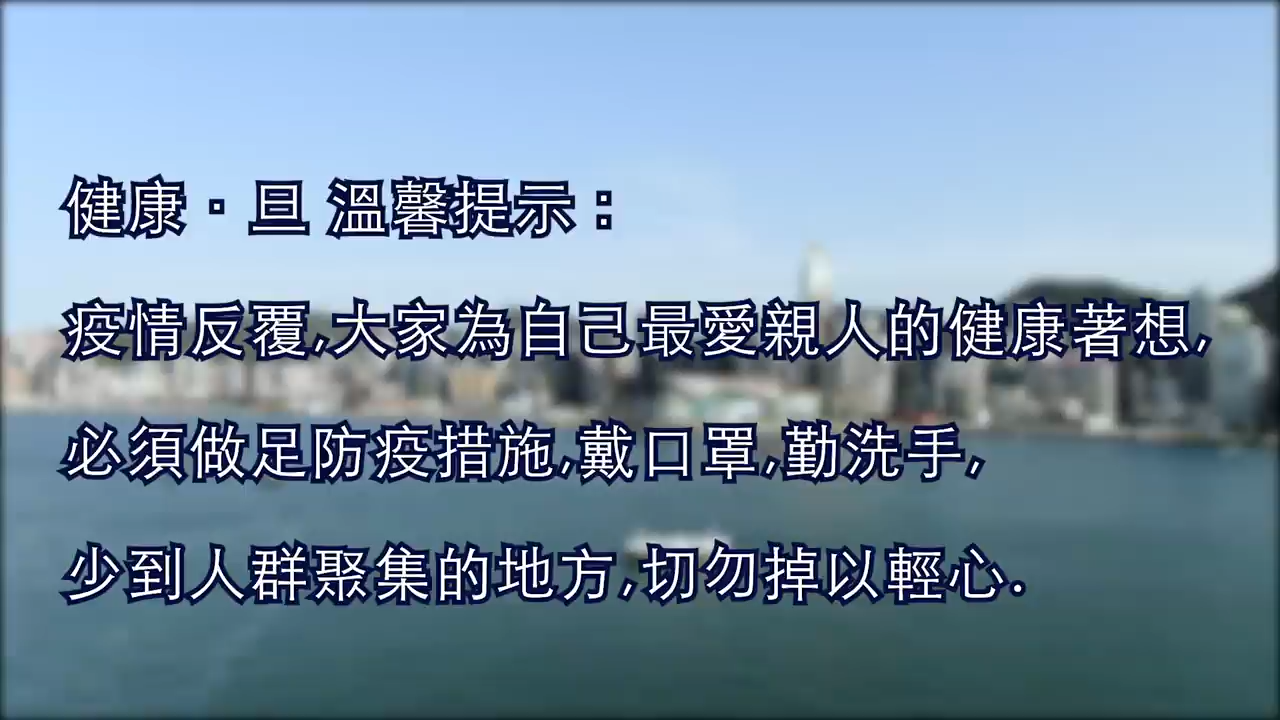 健康‧旦 溫馨提示：
疫情反覆,大家為自己最愛親人的健康著想,
必須做足防疫措施,戴口罩,勤洗手,
少到人群聚集的地方,切勿掉以輕心.